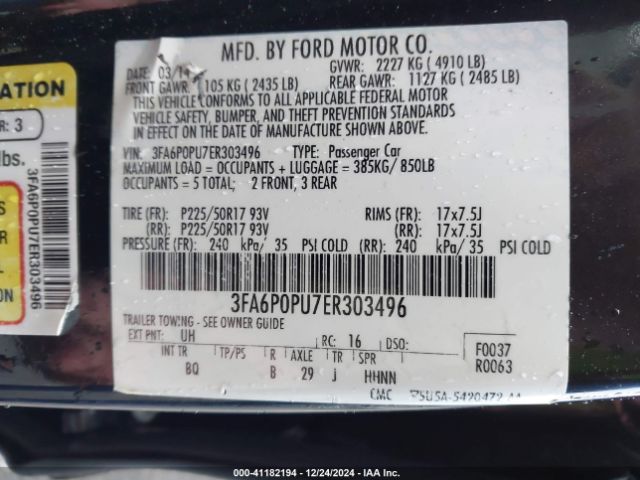 MFD. BY FORD MOTOR CO.
DATE: 03/14 GVWR: 2227 KG ( 4910 LB)
FRONT GAWR: 1105 KG ( 2435 LB) REAR GAWR: 1127 KG ( 2485 LB)
THIS VEHICLE CONFORMS TO ALL APPLICABLE FEDERAL MOTOR
VEHICLE SAFETY, BUMPER, AND THEFT PREVENTION STANDARDS
IN EFFECT ON THE DATE OF MANUFACTURE SHOWN ABOVE.
VIN: 3FA6P0PU7ER303496 TYPE: Passenger Car
MAXIMUM LOAD = OCCUPANTS + LUGGAGE = 385KG/ 850LB
OCCUPANTS = 5 TOTAL; 2 FRONT, 3 REAR
TIRE (FR): P225/50R17 93V RIMS (FR): 17x7.5J
(RR): P225/50R17 93V (RR): 17x7.5J
PRESSURE (FR): 240 kPa/ 35 PSI COLD (RR): 240 kPa/ 35 PSI COLD
3FA6P0PU7ER303496
TRAILER TOWING - SEE OWNER GUIDE
EXT PNT: UH RC: 16 DSO: F0037
INT TR TP/PS R AXLE TR SPR R0063
BQ B 29 J HHNN
CMC
ATION
R: 3
lbs.
3FA6P0PU7ER303496
R
L
ON
000-41182194 - 12/24/2024 - IAA Inc.